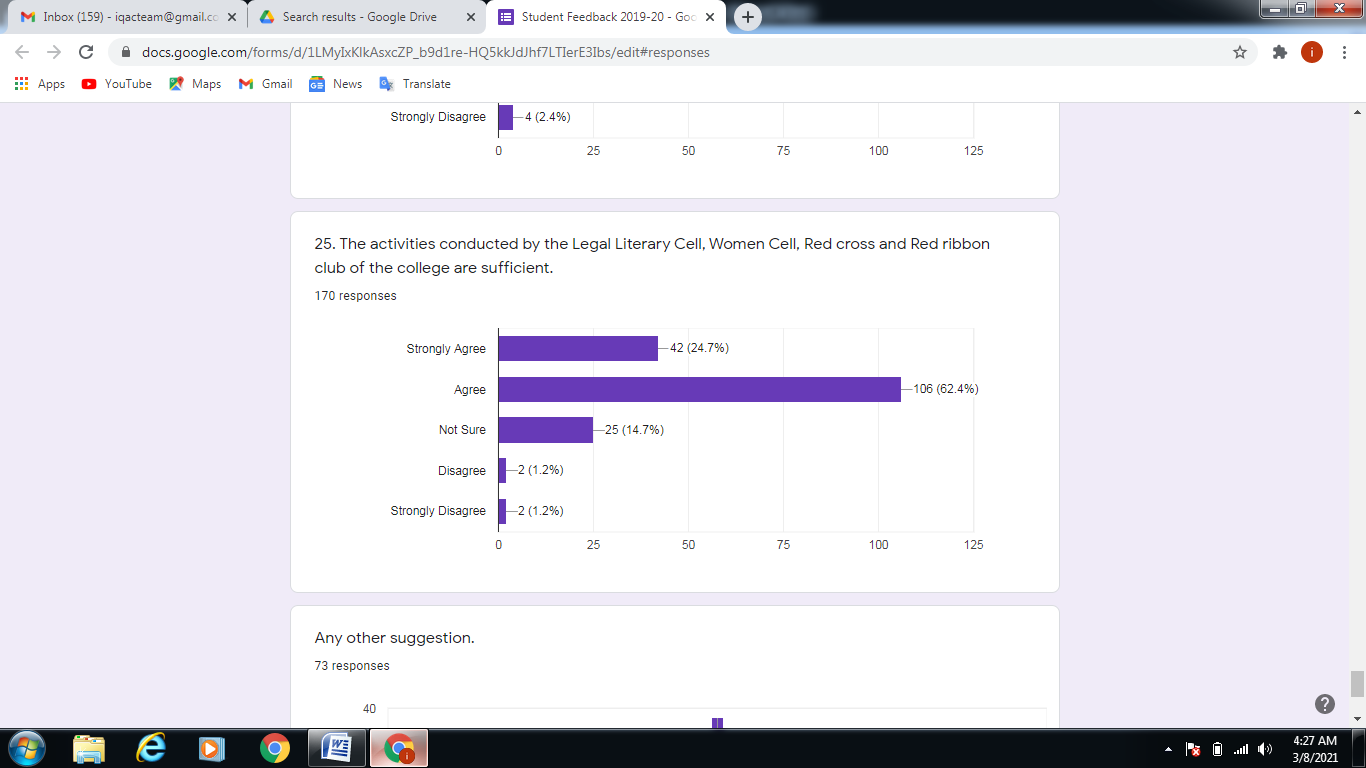 Inbox (159) - iqacteam@gmail.co
Search results - Google Drive
Student Feedback 2019-20 - Goo
docs.google.com/forms/d/1LMyIxKlkAsxcZP_b9d1re-HQ5kkJdJhf7LTIerE3Ibs/edit#responses
i
Apps
YouTube
Maps
Gmail
News
Translate
Strongly Disagree
4 (2.4%)
0 25 50 75 100 125
25. The activities conducted by the Legal Literary Cell, Women Cell, Red cross and Red ribbon
club of the college are sufficient.
170 responses
Strongly Agree
42 (24.7%)
Agree
106 (62.4%)
Not Sure
25 (14.7%)
Disagree
2 (1.2%)
Strongly Disagree
2 (1.2%)
0 25 50 75 100 125
Any other suggestion.
73 responses
40
4:27 AM
3/8/2021